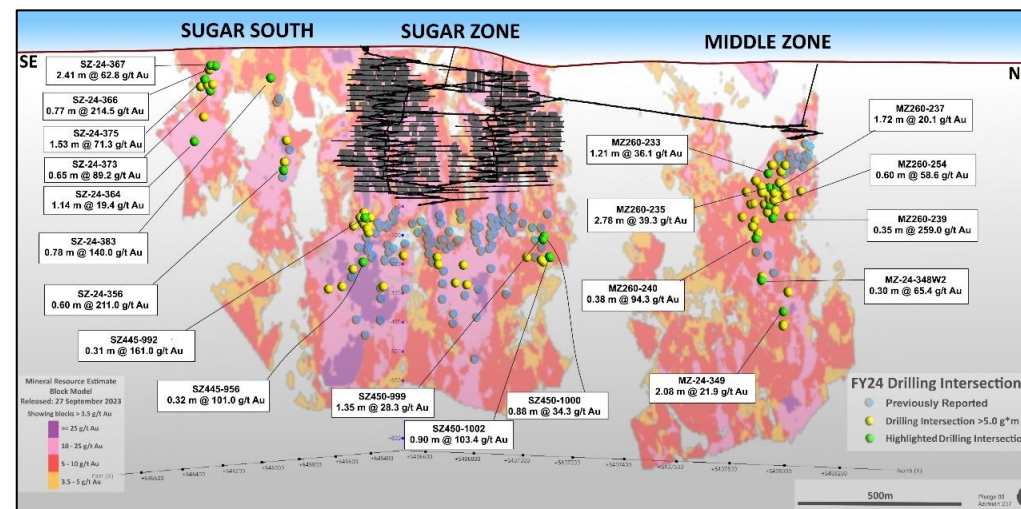 SUGAR SOUTH
SUGAR ZONE
MIDDLE ZONE
SE
N
SZ-24-367
2.41 m @ 62.8 g/t Au
SZ-24-366
0.77 m @ 214.5 g/t Au
SZ-24-375
1.53 m @ 71.3 g/t Au
SZ-24-373
0.65 m @ 89.2 g/t Au
SZ-24-364
1.14 m @ 19.4 g/t Au
SZ-24-383
0.78 m @ 140.0 g/t Au
SZ-24-356
0.60 m @ 211.0 g/t Au
SZ445-992
0.31 m @ 161.0 g/t Au
SZ445-956
0.32 m @ 101.0 g/t Au
SZ450-999
1.35 m @ 28.3 g/t Au
SZ450-1002
0.90 m @ 103.4 g/t Au
SZ450-1000
0.88 m @ 34.3 g/t Au
MZ260-233
1.21 m @ 36.1 g/t Au
MZ260-235
2.78 m @ 39.3 g/t Au
MZ260-240
0.38 m @ 94.3 g/t Au
MZ-24-349
2.08 m @ 21.9 g/t Au
MZ260-237
1.72 m @ 20.1 g/t Au
MZ260-254
0.60 m @ 58.6 g/t Au
MZ260-239
0.35 m @ 259.0 g/t Au
MZ-24-348W2
0.30 m @ 65.4 g/t Au
Mineral Resource Estimate
Block Model
Released: 27 September 2023
Showing blocks > 3.5 g/t Au
>= 25 g/t Au
10 - 25 g/t Au
5 - 10 g/t Au
3.5 - 5 g/t Au
FY24 Drilling Intersection
Previously Reported
Drilling Intersection >5.0 g*m
Highlighted Drilling Intersection
East (X)
North (Y)
500m
Plunge 00
Azimuth 237